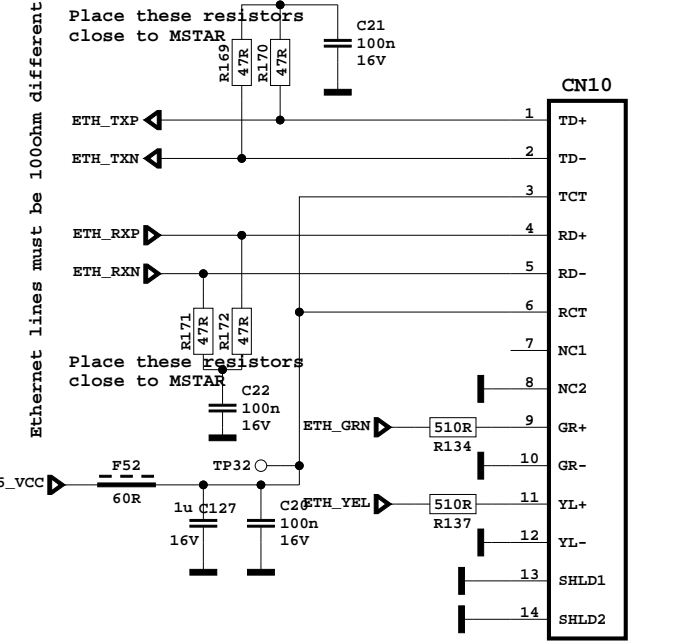 Ethernet lines must be 100ohm different
Place these resistors
close to MSTAR
R169
47R
R170
47R
C21
100n
16V
CN10
ETH_TXP
1
TD+
ETH_TXN
2
TD-
3
TCT
ETH_RXP
4
RD+
ETH_RXN
5
RD-
6
RCT
R171
47R
R172
47R
7
NC1
Place these resistors
close to MSTAR
8
NC2
C22
100n
16V
ETH_GRN
510R
R134
9
GR+
TP32
10
GR-
5_VCC
F52
60R
1u C127
16V
C20
100n
16V
ETH_YEL
510R
R137
11
YL+
12
YL-
13
SHLD1
14
SHLD2